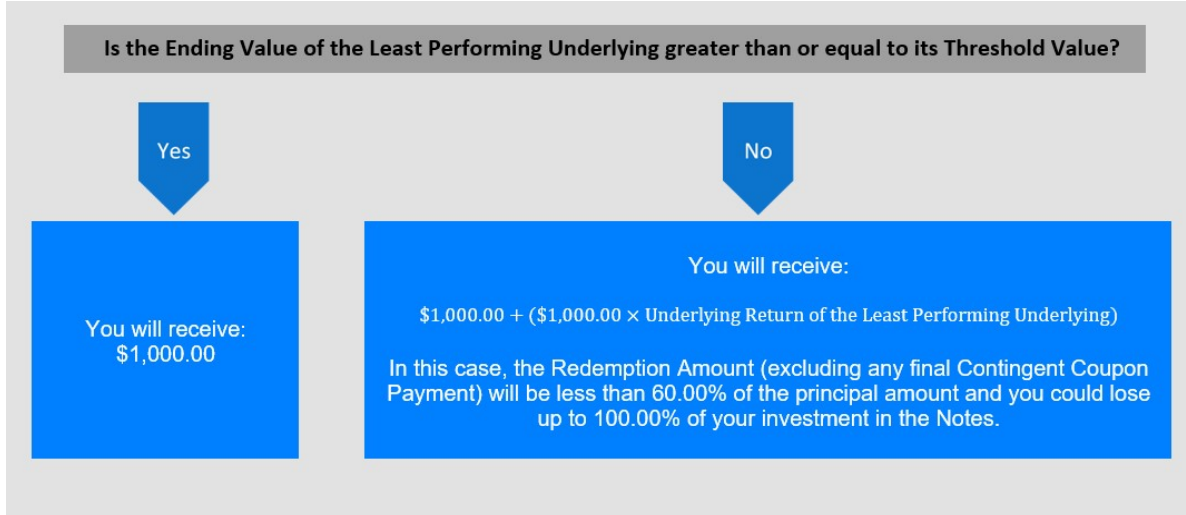 Is the Ending Value of the Least Performing Underlying greater than or equal to its Threshold Value?
Yes
No
You will receive:
$1,000.00
You will receive:
$1,000.00 + ($1,000.00 × Underlying Return of the Least Performing Underlying)
In this case, the Redemption Amount (excluding any final Contingent Coupon
Payment) will be less than 60.00% of the principal amount and you could lose
up to 100.00% of your investment in the Notes.